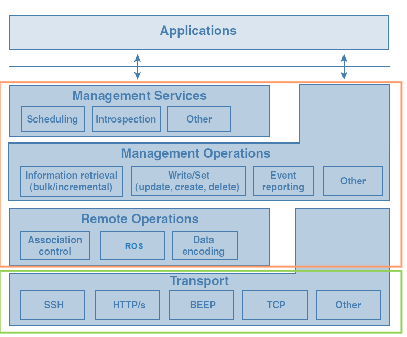 Applications
Management Services
Scheduling
Introspection
Other
Management Operations
Information retrieval
(bulk/incremental)
Write/Set
(update, create, delete)
Event
reporting
Other
Remote Operations
Association
control
ROS
Data
encoding
Transport
SSH
HTTP/s
BEEP
TCP
Other